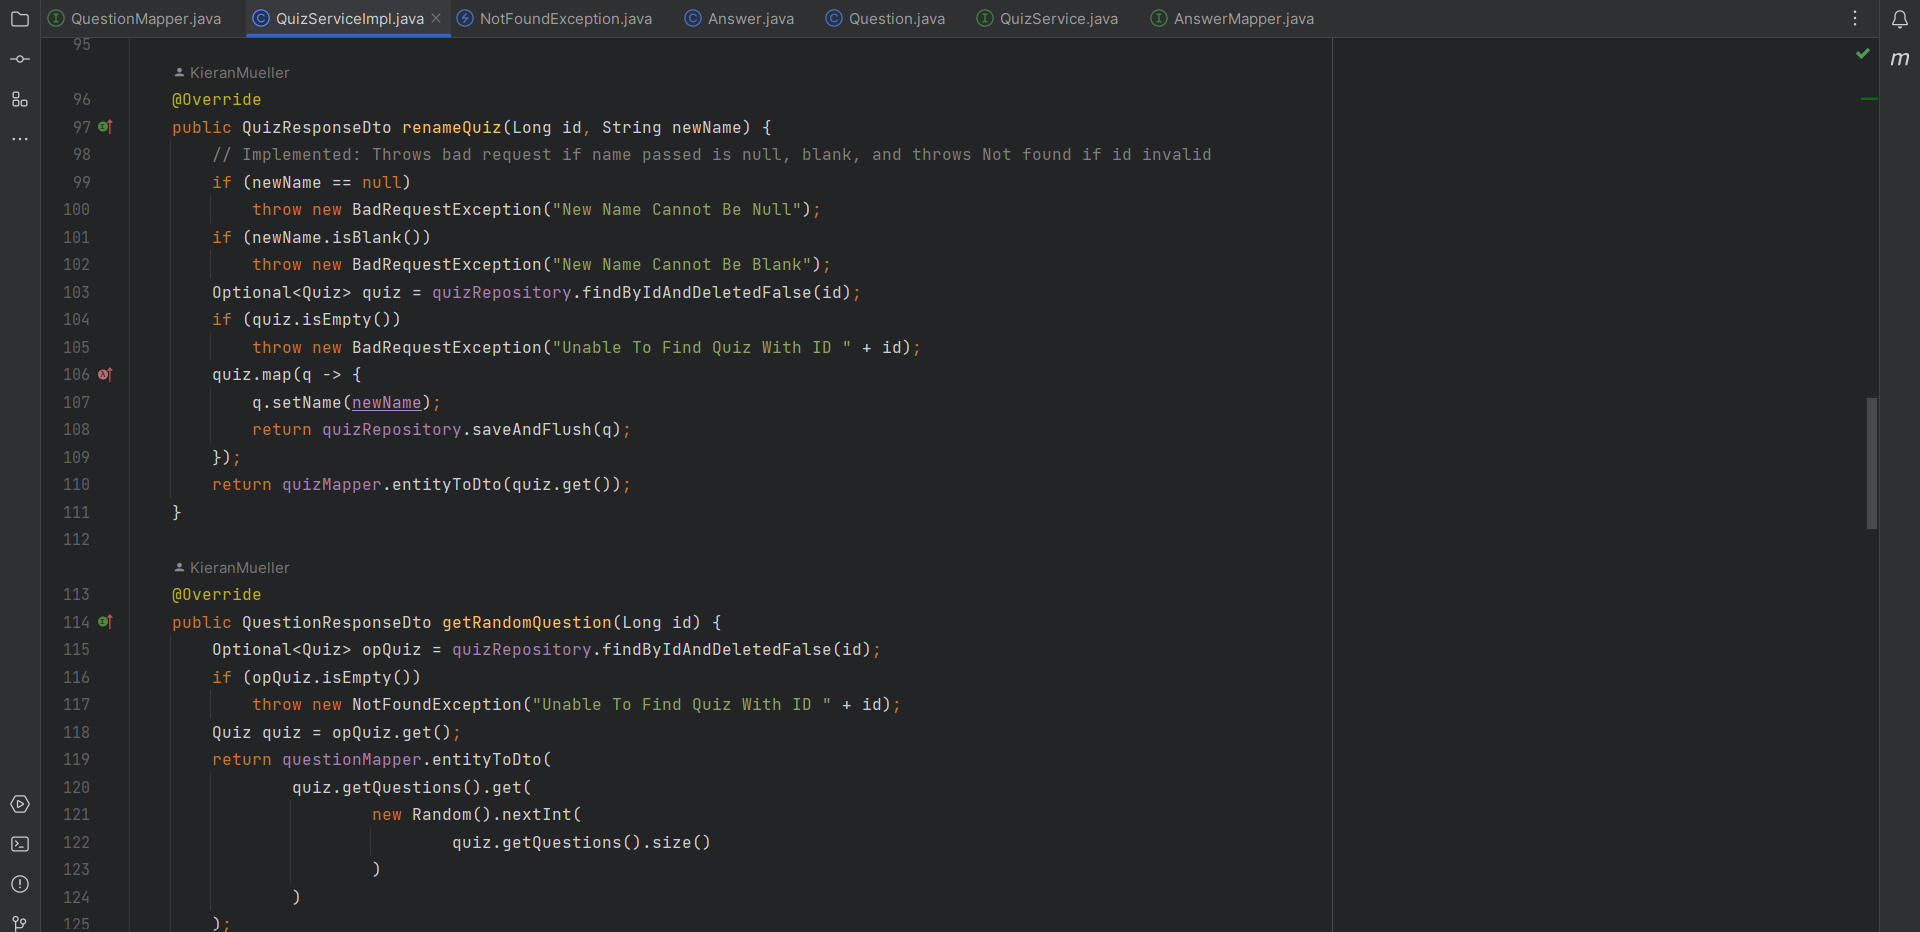 QuestionMapper.java QuizServiceImpl.java NotFoundException.java Answer.java Question.java QuizService.java AnswerMapper.java
95
KieranMueller
96 @Override
97 public QuizResponseDto renameQuiz(Long id, String newName) {
98 // Implemented: Throws bad request if name passed is null, blank, and throws Not found if id invalid
99 if (newName == null)
100 throw new BadRequestException("New Name Cannot Be Null");
101 if (newName.isBlank())
102 throw new BadRequestException("New Name Cannot Be Blank");
103 Optional<Quiz> quiz = quizRepository.findByIdAndDeletedFalse(id);
104 if (quiz.isEmpty())
105 throw new BadRequestException("Unable To Find Quiz With ID " + id);
106 quiz.map(q -> {
107 q.setName(newName);
108 return quizRepository.saveAndFlush(q);
109 });
110 return quizMapper.entityToDto(quiz.get());
111 }
112
KieranMueller
113 @Override
114 public QuestionResponseDto getRandomQuestion(Long id) {
115 Optional<Quiz> opQuiz = quizRepository.findByIdAndDeletedFalse(id);
116 if (opQuiz.isEmpty())
117 throw new NotFoundException("Unable To Find Quiz With ID " + id);
118 Quiz quiz = opQuiz.get();
119 return questionMapper.entityToDto(
120 quiz.getQuestions().get(
121 new Random().nextInt(
122 quiz.getQuestions().size()
123 )
124 )
125 );
m